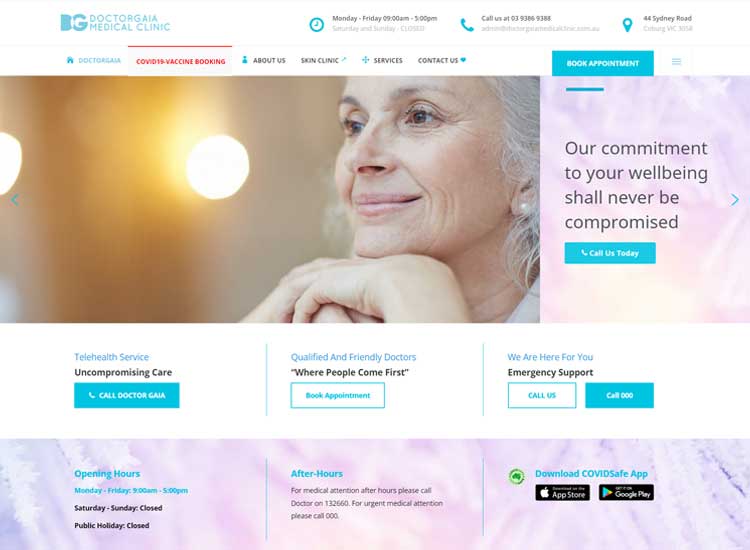 DOCTORGAIA
MEDICAL CLINIC
Monday - Friday 09:00am - 5:00pm
Saturday and Sunday - CLOSED
Call us at 03 9386 9388
admin@doctorgaiamedicalclinic.com.au
44 Sydney Road
Coburg VIC 3058
DOCTORGAIA
COVID19-VACCINE BOOKING
ABOUT US
SKIN CLINIC
SERVICES
CONTACT US
BOOK APPOINTMENT
Our commitment
to your wellbeing
shall never be
compromised
Call Us Today
Telehealth Service
Uncompromising Care
CALL DOCTOR GAIA
Qualified And Friendly Doctors
“Where People Come First”
Book Appointment
We Are Here For You
Emergency Support
CALL US
Call 000
Opening Hours
Monday - Friday: 9:00am - 5:00pm
Saturday - Sunday: Closed
Public Holiday: Closed
After-Hours
For medical attention after hours please call
Doctor on 132660. For urgent medical attention
please call 000.
Download COVIDSafe App
Download on the
App Store
GET IT ON
Google Play